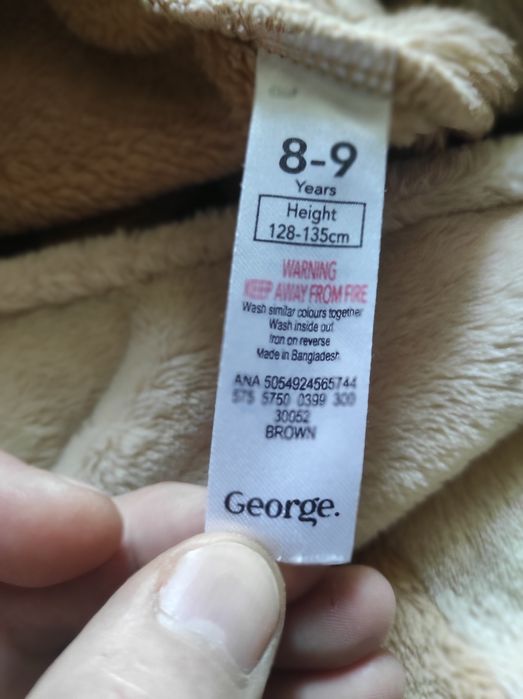 8-9
Years
Height
128-135cm
WARNING
KEEP AWAY FROM FIRE
Wash similar colours together
Wash inside out
Iron on reverse
Made in Bangladesh
ANA 5054924565744
575 5750 0399 300
30052
BROWN
George.